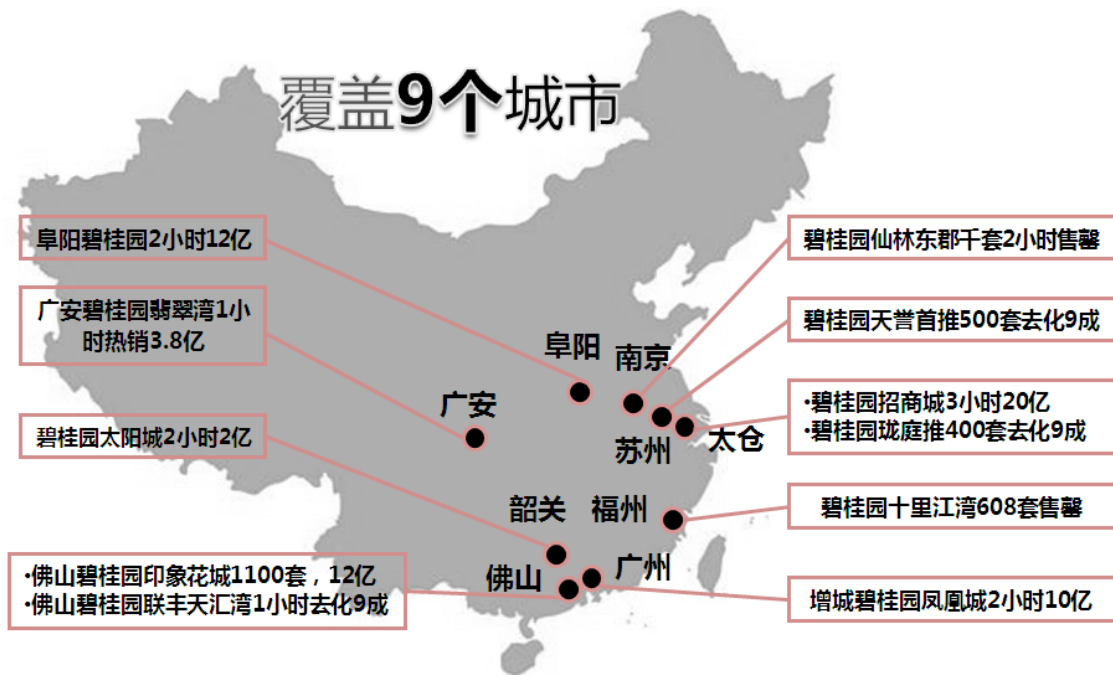 覆盖9个城市
阜阳碧桂园2小时12亿
广安碧桂园翡翠湾1小
时热销3.8亿
碧桂园太阳城2小时2亿
·佛山碧桂园印象花城1100套，12亿
·佛山碧桂园联丰天汇湾1小时去化9成
阜阳
南京
广安
苏州
太仓
韶关
福州
佛山
广州
碧桂园仙林东郡千套2小时售罄
碧桂园天誉首推500套去化9成
·碧桂园招商城3小时20亿
·碧桂园珑庭推400套去化9成
碧桂园十里江湾608套售罄
增城碧桂园凤凰城2小时10亿